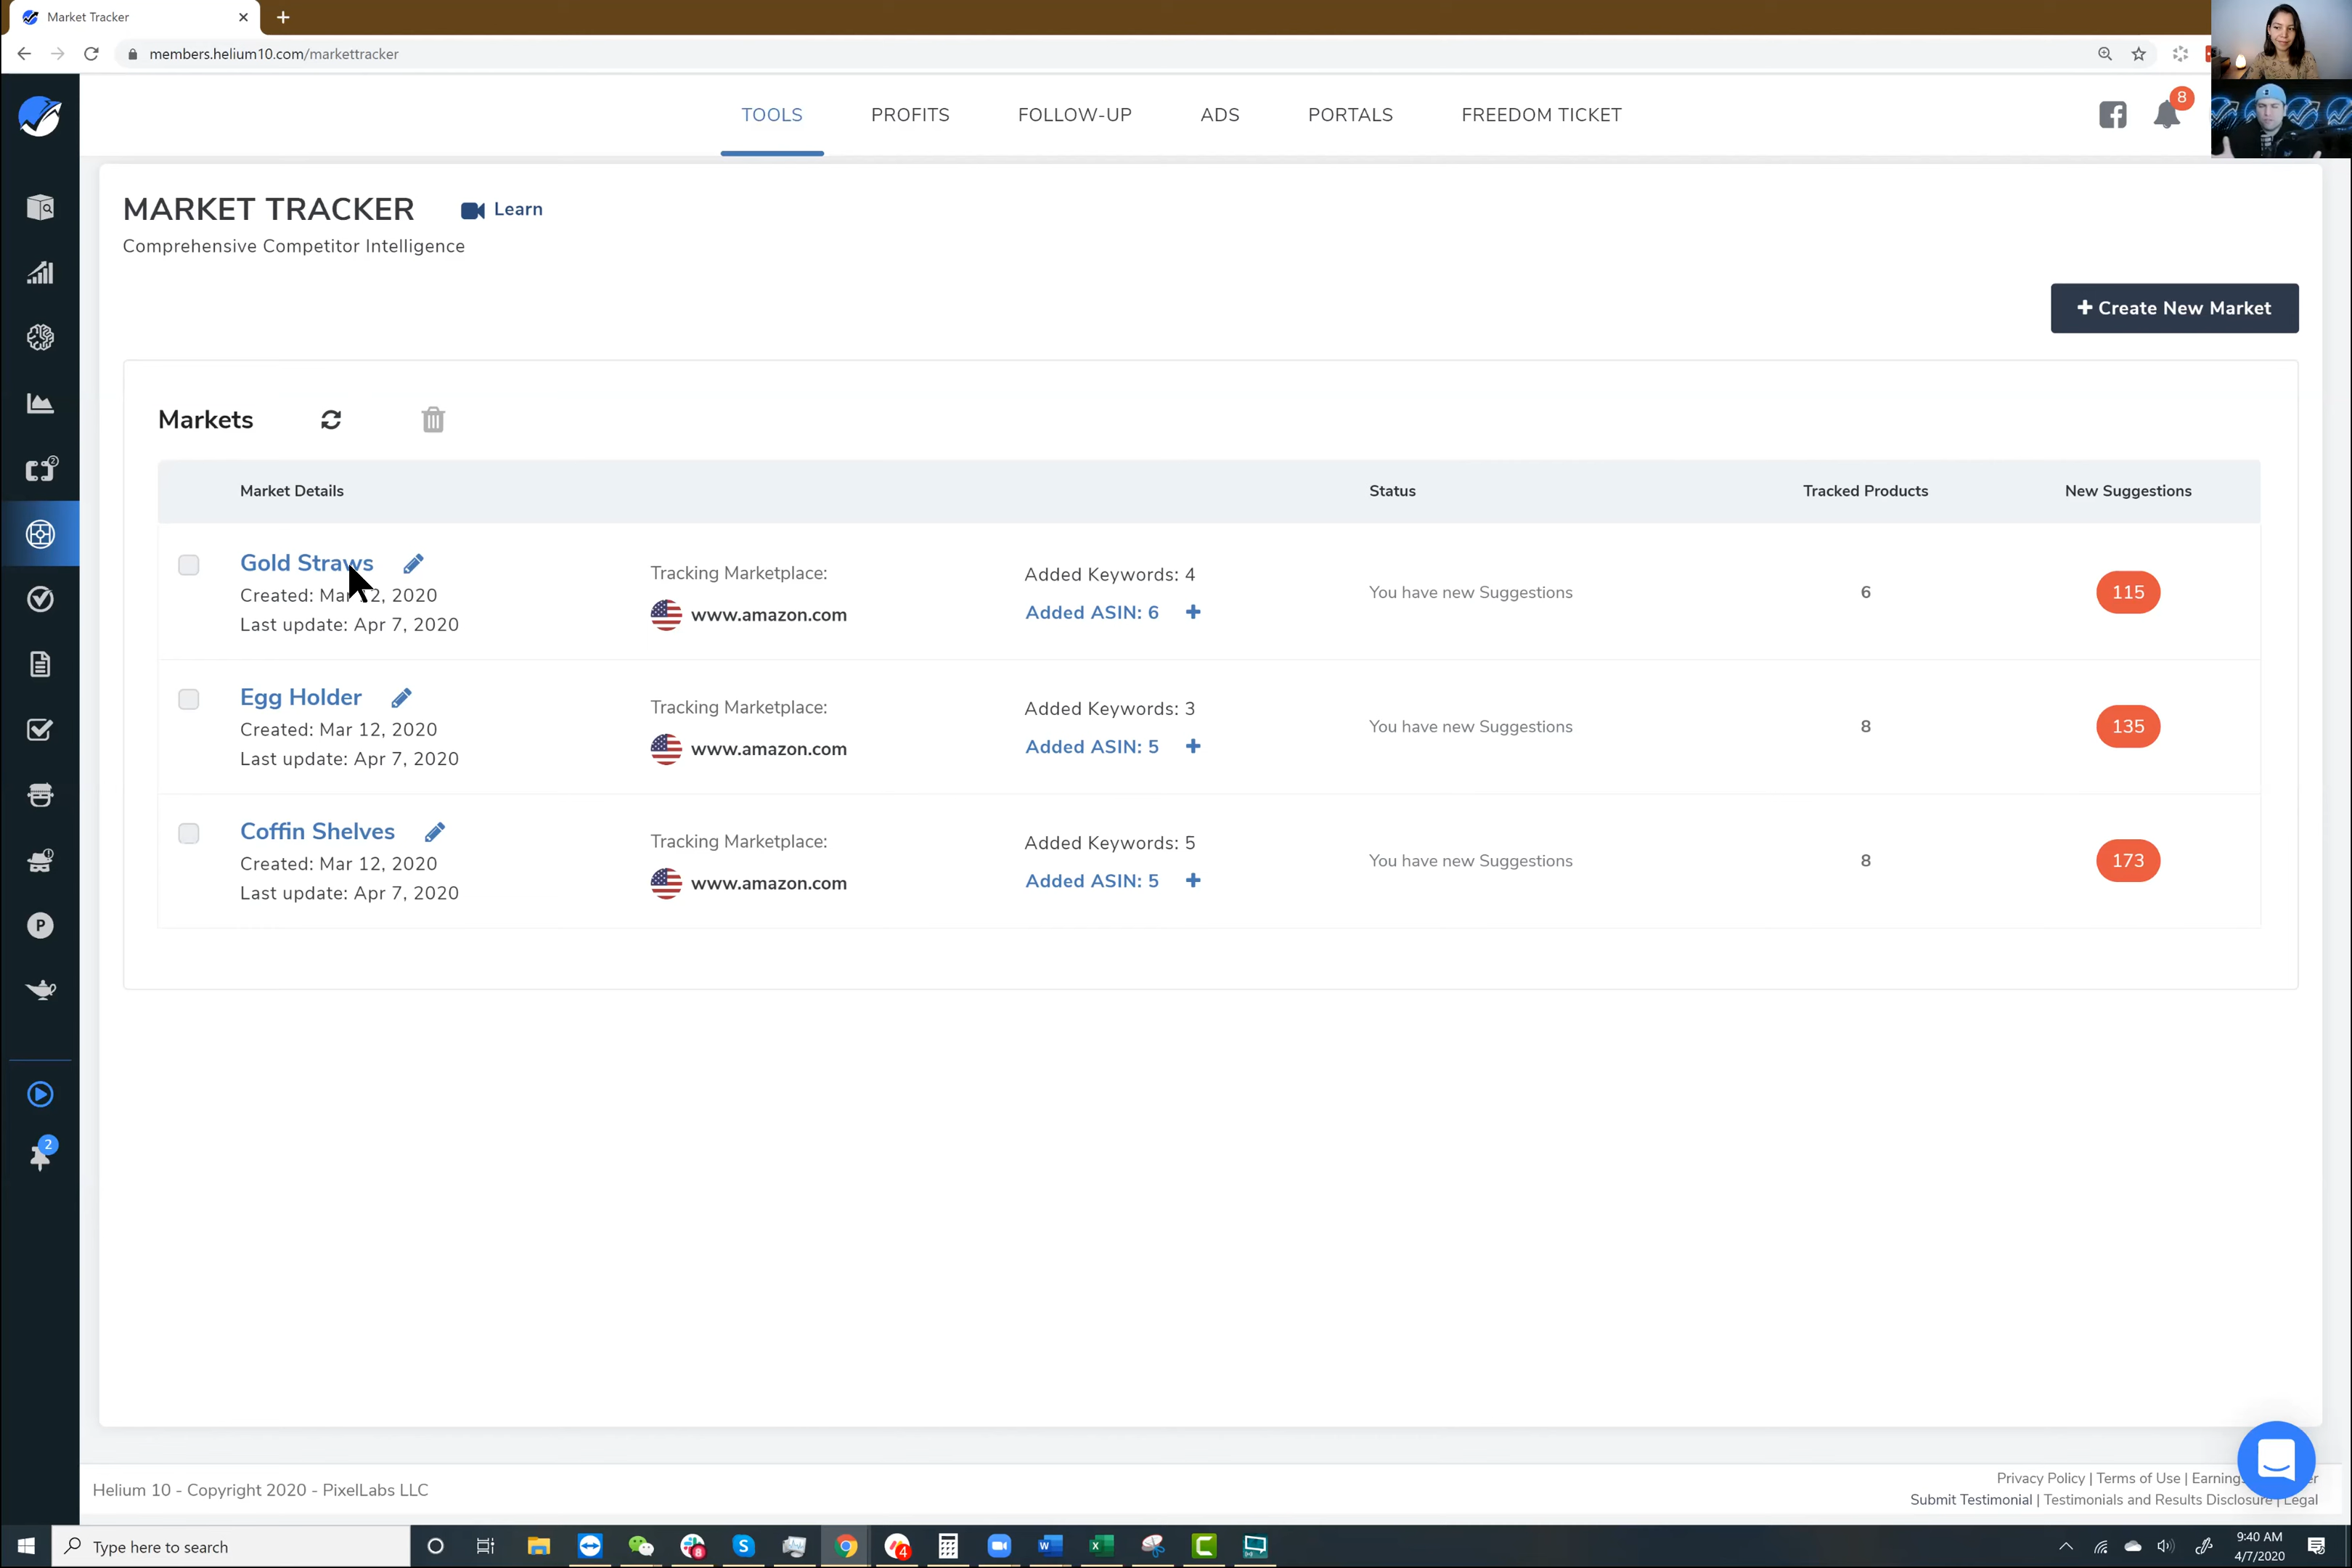 Market Tracker
members.helium10.com/markettracker
TOOLS PROFITS FOLLOW-UP ADS PORTALS FREEDOM TICKET
8
MARKET TRACKER Learn
Comprehensive Competitor Intelligence
+ Create New Market
Markets
Market Details Status Tracked Products New Suggestions
Gold Straws
Created: Mar 12, 2020
Last update: Apr 7, 2020
Tracking Marketplace:
www.amazon.com
Added Keywords: 4
Added ASIN: 6 +
You have new Suggestions
6
115
Egg Holder
Created: Mar 12, 2020
Last update: Apr 7, 2020
Tracking Marketplace:
www.amazon.com
Added Keywords: 3
Added ASIN: 5 +
You have new Suggestions
8
135
Coffin Shelves
Created: Mar 12, 2020
Last update: Apr 7, 2020
Tracking Marketplace:
www.amazon.com
Added Keywords: 5
Added ASIN: 5 +
You have new Suggestions
8
173
2
P
2
Helium 10 - Copyright 2020 - PixelLabs LLC
Privacy Policy | Terms of Use |
Submit Testimonial | Testimonials and Results Disclosure | Legal
Type here to search
8
S
4
W
X
C
9:40 AM
4/7/2020